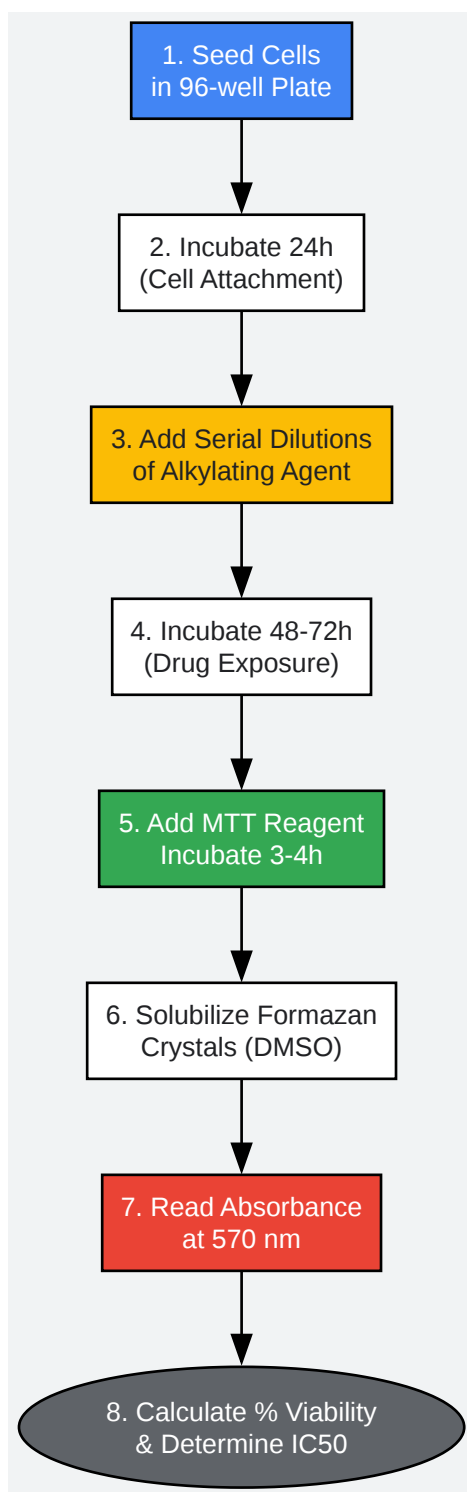 1. Seed Cells
in 96-well Plate
2. Incubate 24h
(Cell Attachment)
3. Add Serial Dilutions
of Alkylating Agent
4. Incubate 48-72h
(Drug Exposure)
5. Add MTT Reagent
Incubate 3-4h
6. Solubilize Formazan
Crystals (DMSO)
7. Read Absorbance
at 570 nm
8. Calculate % Viability
& Determine IC50